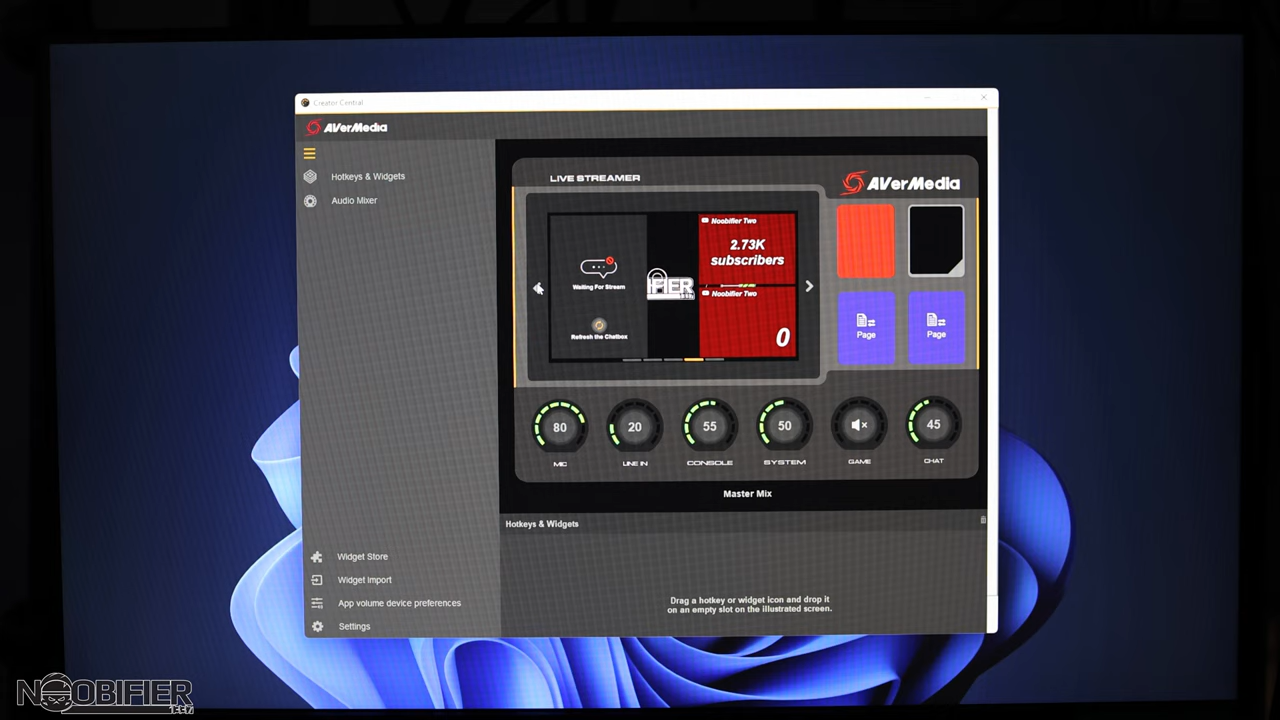 Creator Central
AVerMedia
Hotkeys & Widgets
Audio Mixer
LIVE STREAMER
AVerMedia
Waiting For Stream
Refresh the Chatbox
IFIER
Noobifier Two
2.73K
subscribers
Noobifier Two
0
Page
Page
80
20
55
50
45
MIC
LINE IN
CONSOLE
SYSTEM
GAME
CHAT
Master Mix
Hotkeys & Widgets
Drag a hotkey or widget icon and drop it
on an empty slot on the illustrated screen.
Widget Store
Widget Import
App volume device preferences
Settings
NOOBIFIER
TECH